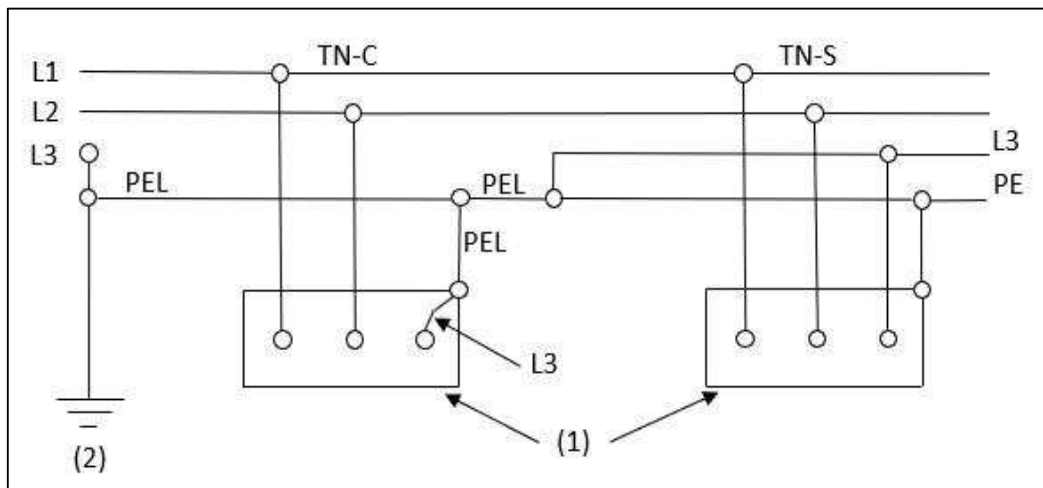 TN-C TN-S
L1
L2
L3 L3
PEL PEL PE
PEL
L3
(1)
(2)